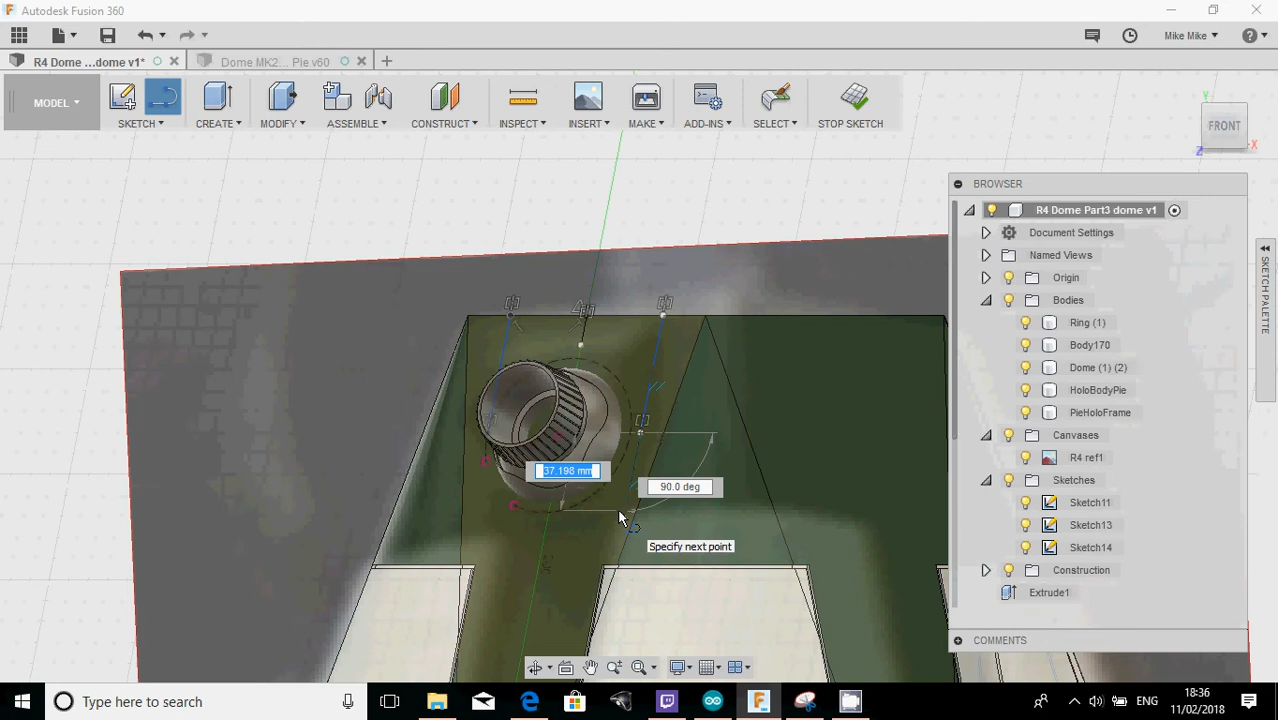 Autodesk Fusion 360
Mike Mike
R4 Dome ...dome v1*
Dome MK2... Pie v60
MODEL
SKETCH
CREATE
MODIFY
ASSEMBLE
CONSTRUCT
INSPECT
INSERT
MAKE
ADD-INS
SELECT
STOP SKETCH
Y
FRONT
X
Z
BROWSER
R4 Dome Part3 dome v1
Document Settings
Named Views
Origin
Bodies
Ring (1)
Body170
Dome (1) (2)
HoloBodyPie
PieHoloFrame
Canvases
R4 ref1
Sketches
Sketch11
Sketch13
Sketch14
Construction
Extrude1
COMMENTS
SKETCH PALETTE
37.198 mm
90.0 deg
Specify next point
Type here to search
ENG
18:36
11/02/2018